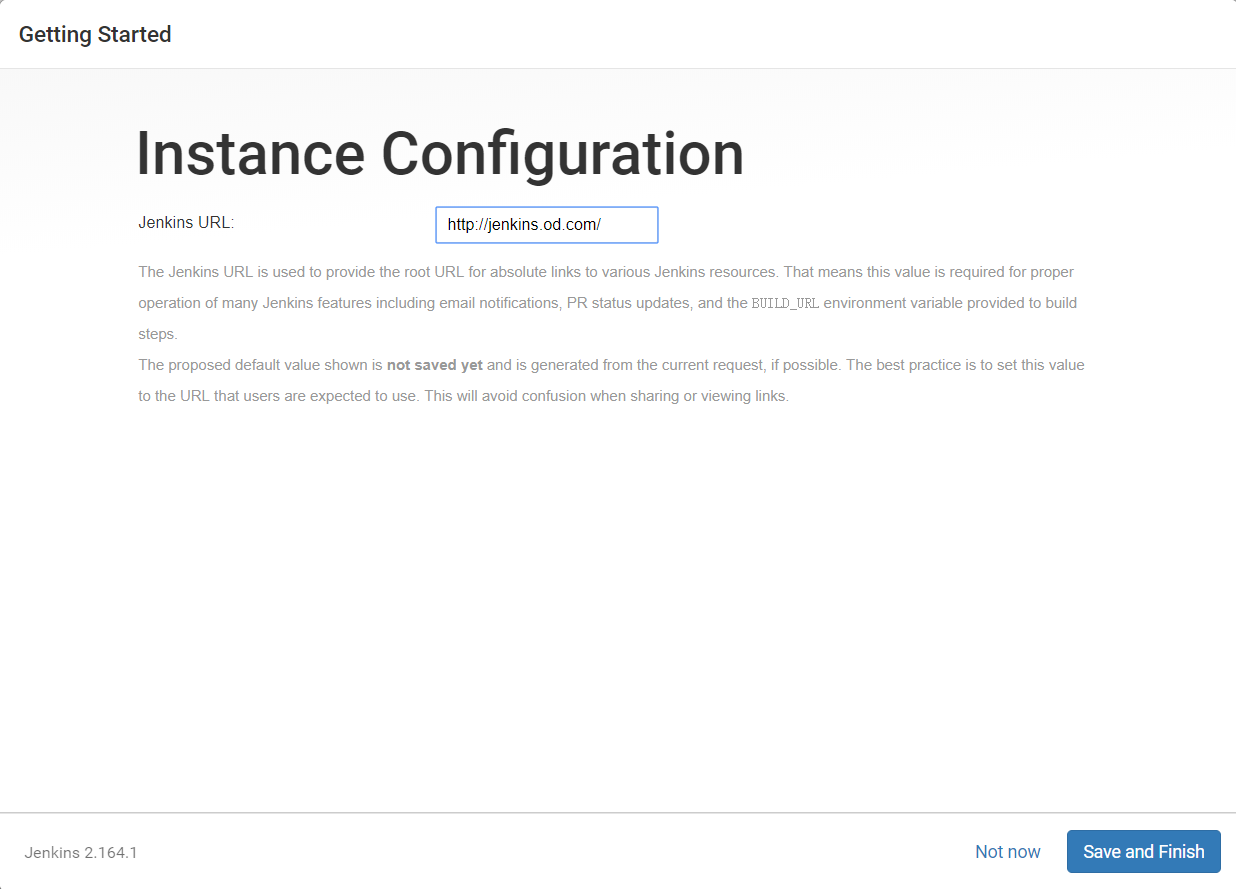 Getting Started
Instance Configuration
Jenkins URL:
http://jenkins.od.com/
The Jenkins URL is used to provide the root URL for absolute links to various Jenkins resources. That means this value is required for proper
operation of many Jenkins features including email notifications, PR status updates, and the BUILD_URL environment variable provided to build
steps.
The proposed default value shown is not saved yet and is generated from the current request, if possible. The best practice is to set this value
to the URL that users are expected to use. This will avoid confusion when sharing or viewing links.
Jenkins 2.164.1
Not now
Save and Finish